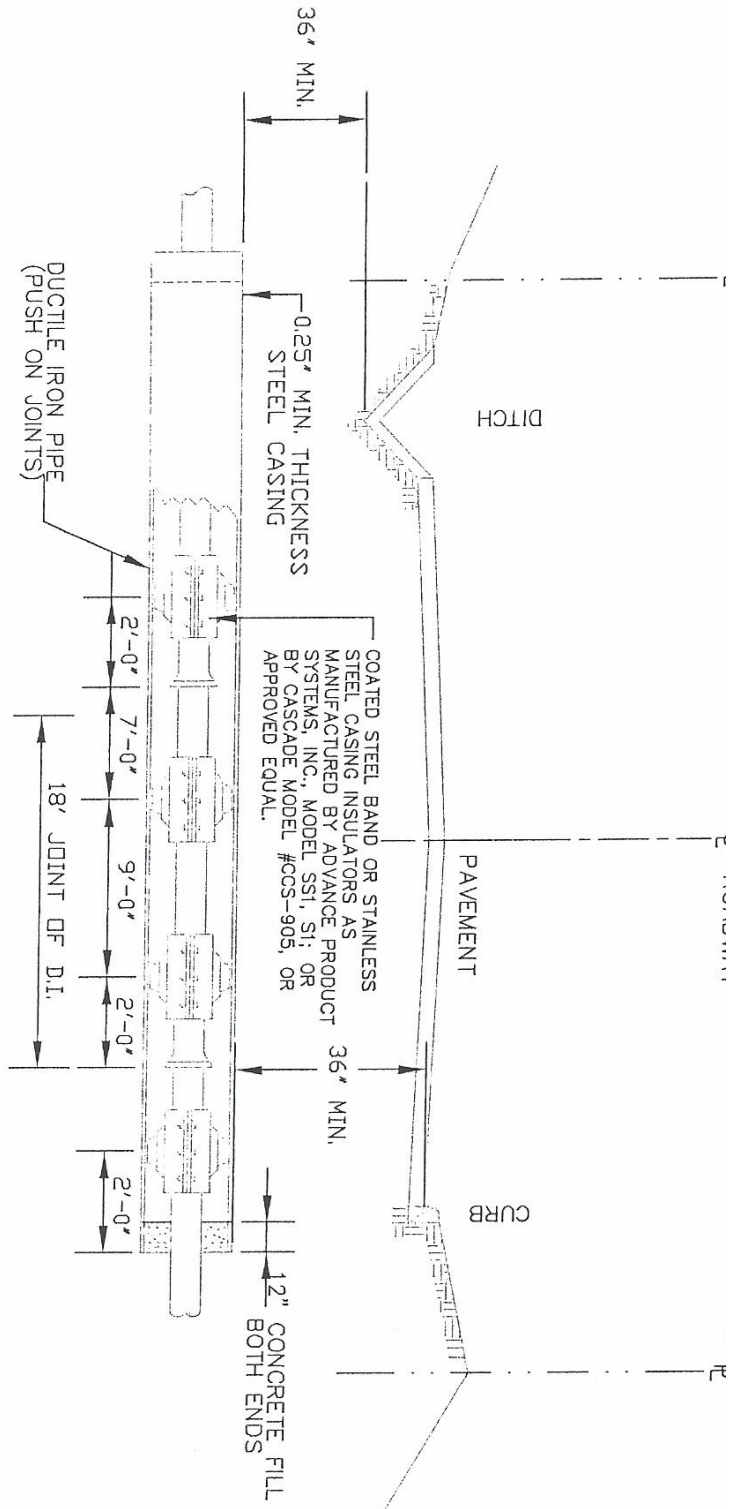 DITCH
PAVEMENT
CURB
36" MIN.
0.25" MIN. THICKNESS
STEEL CASING
COATED STEEL BAND OR STAINLESS
STEEL CASING INSULATORS AS
MANUFACTURED BY ADVANCE PRODUCT
SYSTEMS, INC., MODEL SS1, S1; OR
BY CASCADE MODEL #CCS-905, OR
APPROVED EQUAL.
36" MIN.
12" CONCRETE FILL
BOTH ENDS
DUCTILE IRON PIPE
(PUSH ON JOINTS)
2'-0"
7'-0"
9'-0"
2'-0"
2'-0"
18' JOINT OF D.I.